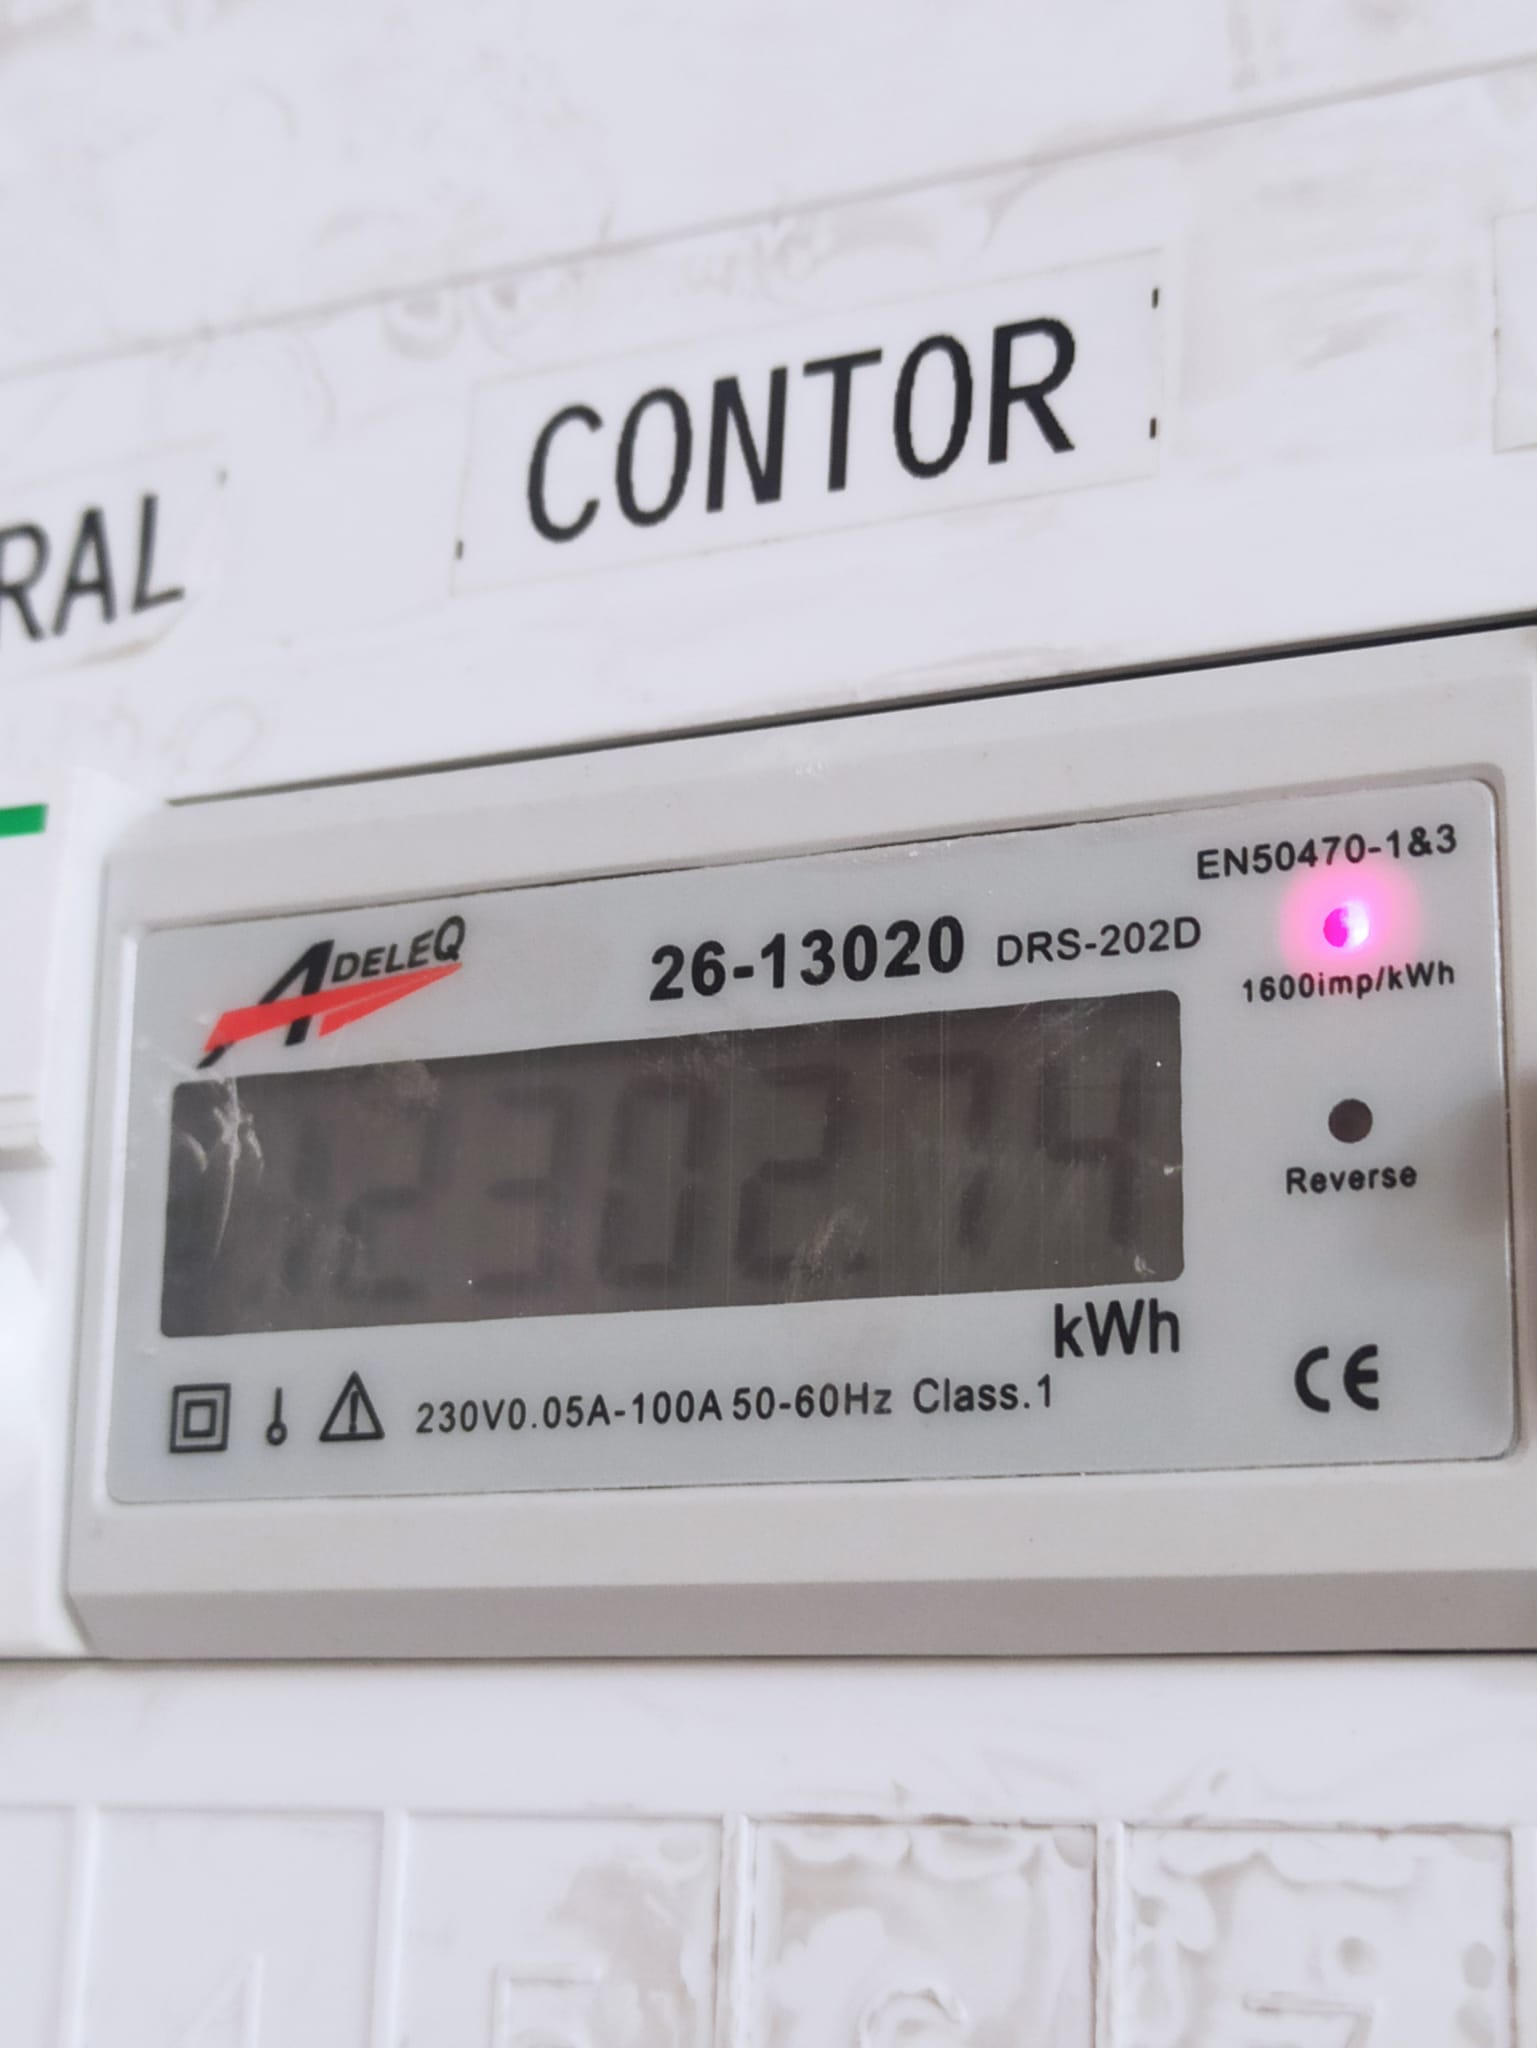 CONTOR
RAL
EN50470-1&3
ADELEQ
26-13020 DRS-202D
1600imp/kWh
1230274
Reverse
kWh
230V0.05A-100A 50-60Hz Class.1
CE